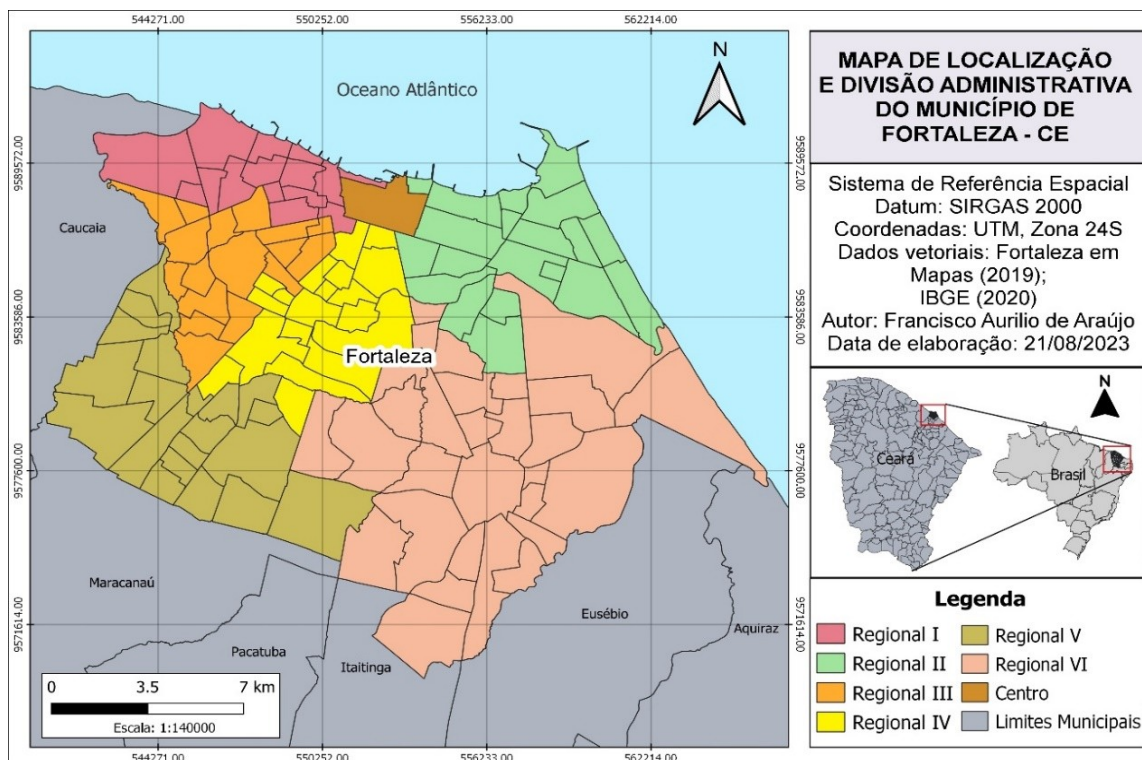 544271.00 550252.00 556233.00 562214.00
Oceano Atlântico
N
9589572.00
9589572.00
Caucaia
9583586.00
9583586.00
Fortaleza
9577600.00
9577600.00
Maracanaú
Eusébio
9571614.00
9571614.00
Aquiraz
Pacatuba
Itaitinga
0 3.5 7 km
Escala: 1:140000
544271.00 550252.00 556233.00 562214.00
MAPA DE LOCALIZAÇÃO
E DIVISÃO ADMINISTRATIVA
DO MUNICÍPIO DE
FORTALEZA - CE
Sistema de Referência Espacial
Datum: SIRGAS 2000
Coordenadas: UTM, Zona 24S
Dados vetoriais: Fortaleza em
Mapas (2019);
IBGE (2020)
Autor: Francisco Aurilio de Araújo
Data de elaboração: 21/08/2023
N
Ceará
Brasil
Legenda
Regional I
Regional II
Regional III
Regional IV
Regional V
Regional VI
Centro
Limites Municipais